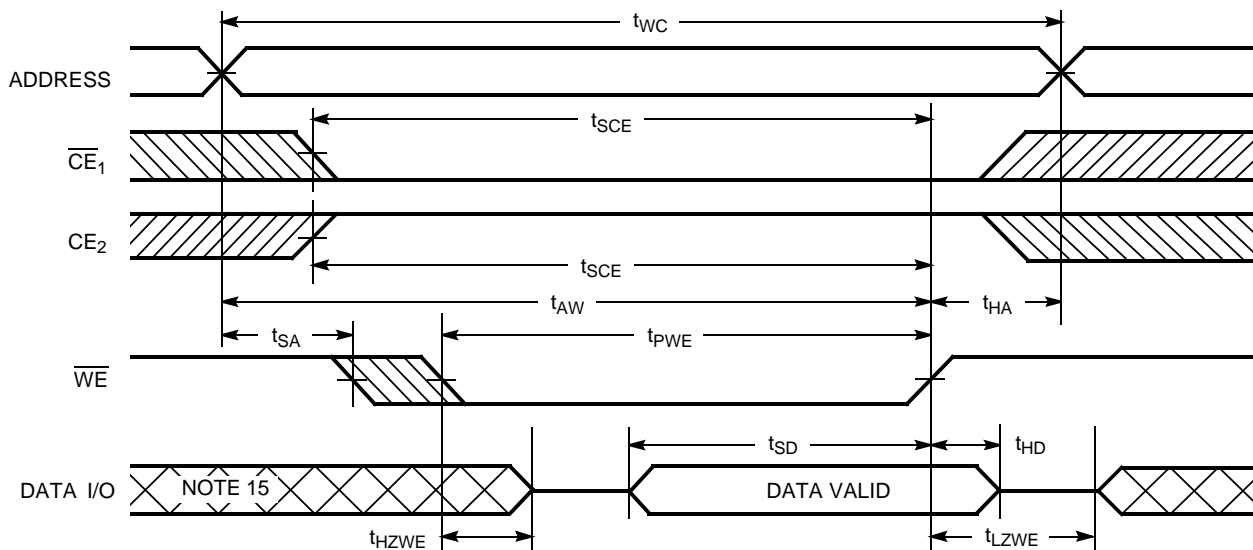 tWC
ADDRESS
tSCE
CE1
CE2
tSCE
tAW
tHA
tSA
tPWE
WE
tSD
tHD
DATA I/O
NOTE 15
DATA VALID
tHZWE
tLZWE